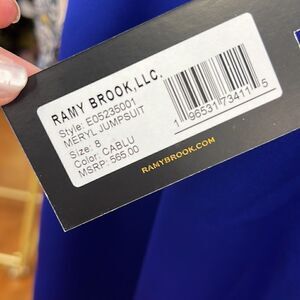 RAMY BROOK, LLC.
Style: E05235001
MERYL JUMPSUIT
Size: 8
Color: CABLU
MSRP: 565.00
1 96531 73411 5
RAMYBROOK.COM